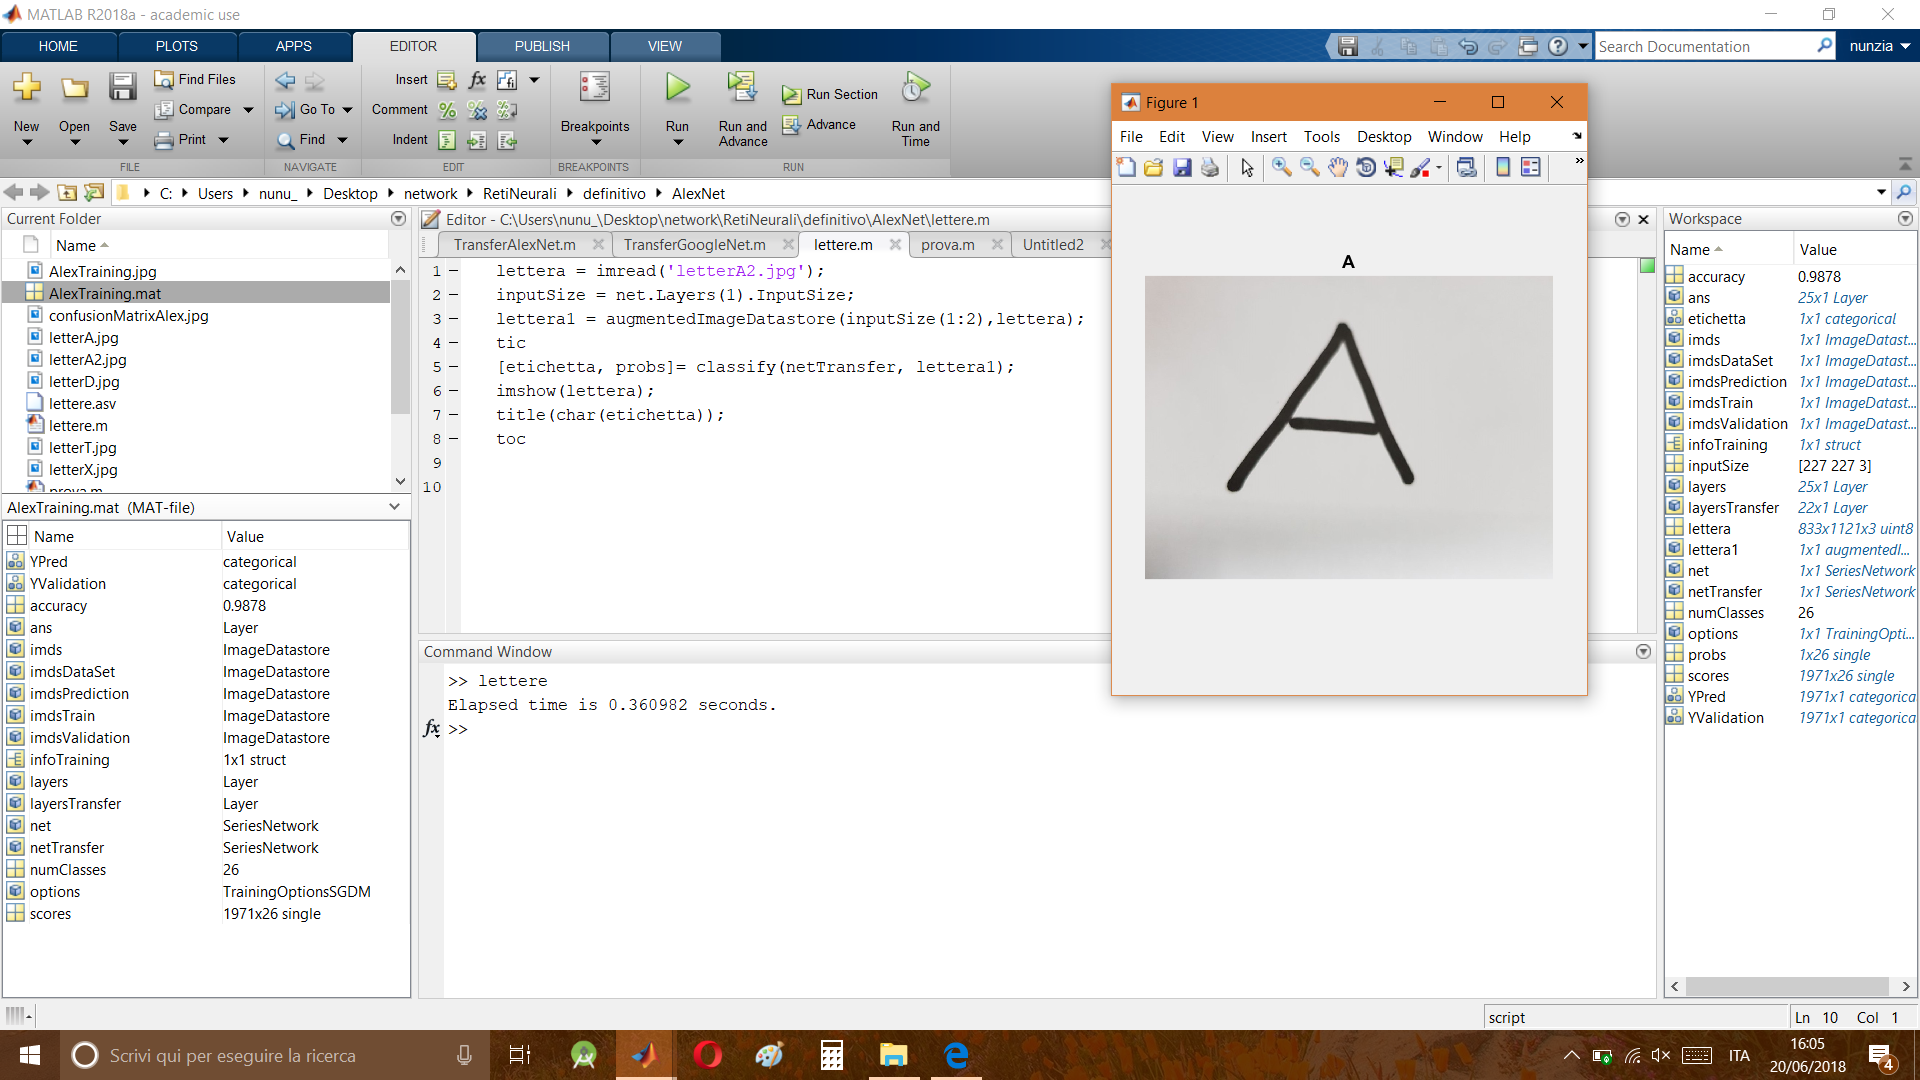 MATLAB R2018a - academic use
HOME PLOTS APPS EDITOR PUBLISH VIEW
Search Documentation
nunzia
New
Open
Save
Find Files
Compare
Print
FILE
Go To
Find
NAVIGATE
Insert
Comment
Indent
EDIT
Breakpoints
BREAKPOINTS
Run
Run and Advance
Run Section
Advance
Run and Time
RUN
C: Users nunu_ Desktop network RetiNeurali definitivo AlexNet
Current Folder
Name
AlexTraining.jpg
AlexTraining.mat
confusionMatrixAlex.jpg
letterA.jpg
letterA2.jpg
letterD.jpg
lettere.asv
lettere.m
letterT.jpg
letterX.jpg
prova.m
AlexTraining.mat (MAT-file)
Name Value
YPred categorical
YValidation categorical
accuracy 0.9878
ans Layer
imds ImageDatastore
imdsDataSet ImageDatastore
imdsPrediction ImageDatastore
imdsTrain ImageDatastore
imdsValidation ImageDatastore
infoTraining 1x1 struct
layers Layer
layersTransfer Layer
net SeriesNetwork
netTransfer SeriesNetwork
numClasses 26
options TrainingOptionsSGDM
scores 1971x26 single
Editor - C:\Users\nunu_\Desktop\network\RetiNeurali\definitivo\AlexNet\lettere.m
TransferAlexNet.m TransferGoogleNet.m lettere.m prova.m Untitled2
1 lettera = imread('letterA2.jpg');
2 inputSize = net.Layers(1).InputSize;
3 lettera1 = augmentedImageDatastore(inputSize(1:2),lettera);
4 tic
5 [etichetta, probs]= classify(netTransfer, lettera1);
6 imshow(lettera);
7 title(char(etichetta));
8 toc
9
10
Command Window
>> lettere
Elapsed time is 0.360982 seconds.
fx >>
Figure 1
File Edit View Insert Tools Desktop Window Help
A
A
Workspace
Name Value
accuracy 0.9878
ans 25x1 Layer
etichetta 1x1 categorical
imds 1x1 ImageDatast...
imdsDataSet 1x1 ImageDatast...
imdsPrediction 1x1 ImageDatast...
imdsTrain 1x1 ImageDatast...
imdsValidation 1x1 ImageDatast...
infoTraining 1x1 struct
inputSize [227 227 3]
layers 25x1 Layer
layersTransfer 22x1 Layer
lettera 833x1121x3 uint8
lettera1 1x1 augmentedI...
net 1x1 SeriesNetwork
netTransfer 1x1 SeriesNetwork
numClasses 26
options 1x1 TrainingOpti...
probs 1x26 single
scores 1971x26 single
YPred 1971x1 categorica
YValidation 1971x1 categorica
script
Ln 10 Col 1
Scrivi qui per eseguire la ricerca
ITA
16:05
20/06/2018
4